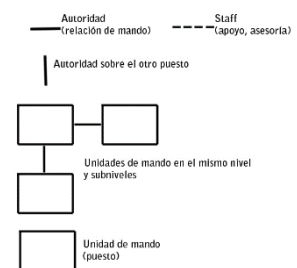 Autoridad
(relación de mando)
Staff
(apoyo, asesoría)
Autoridad sobre el otro puesto
Unidades de mando en el mismo nivel
y subniveles
Unidad de mando
(puesto)